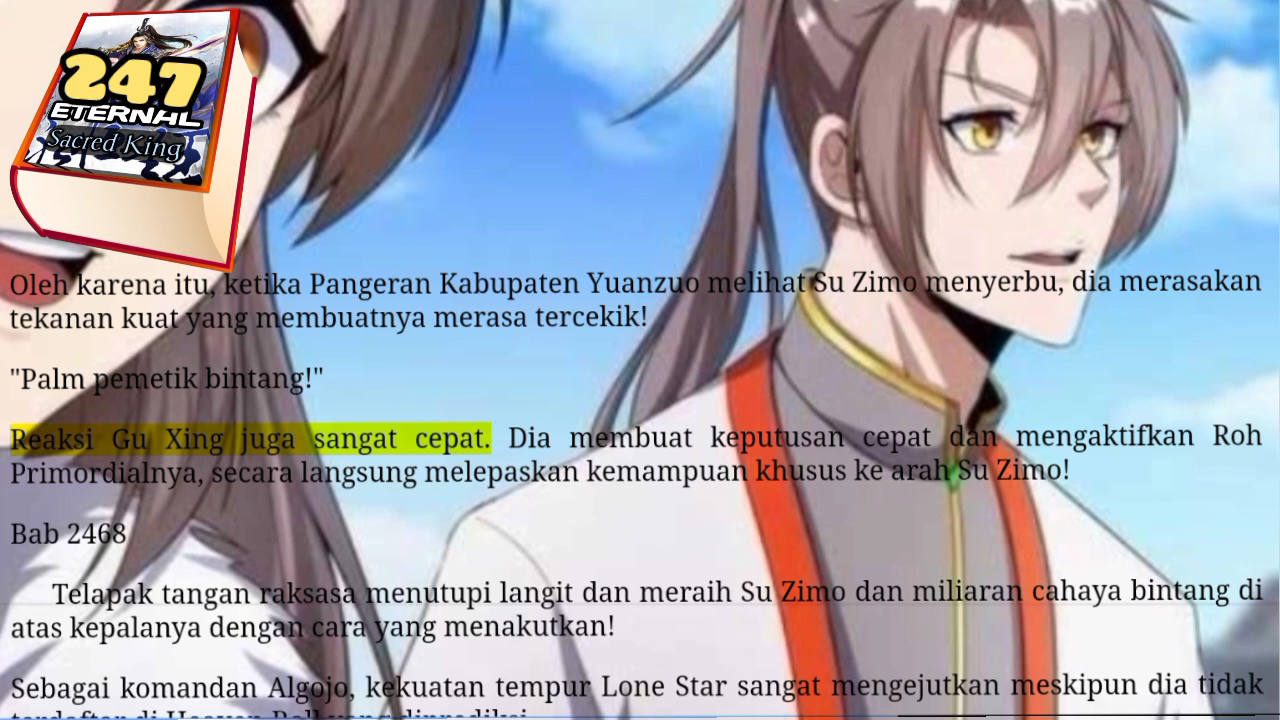 247
ETERNAL
Sacred King
Oleh karena itu, ketika Pangeran Kabupaten Yuanzuo melihat Su Zimo menyerbu, dia merasakan
tekanan kuat yang membuatnya merasa tercekik!
"Palm pemetik bintang!"
Reaksi Gu Xing juga sangat cepat. Dia membuat keputusan cepat dan mengaktifkan Roh
Primordialnya, secara langsung melepaskan kemampuan khusus ke arah Su Zimo!
Bab 2468
Telapak tangan raksasa menutupi langit dan meraih Su Zimo dan miliaran cahaya bintang di
atas kepalanya dengan cara yang menakutkan!
Sebagai komandan Algojo, kekuatan tempur Lone Star sangat mengejutkan meskipun dia tidak